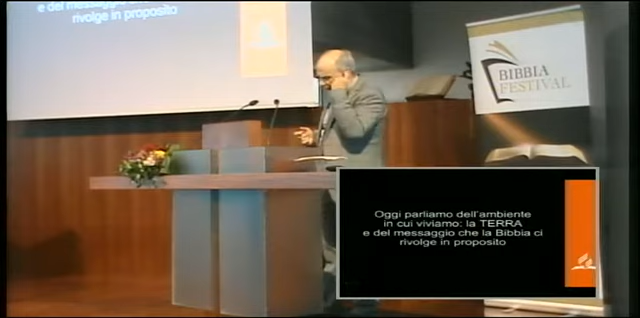 e del messaggio che la Bibbia ci
rivolge in proposito
BIBBIA
FESTIVAL
Oggi parliamo dell'ambiente
in cui viviamo: la TERRA
e del messaggio che la Bibbia ci
rivolge in proposito